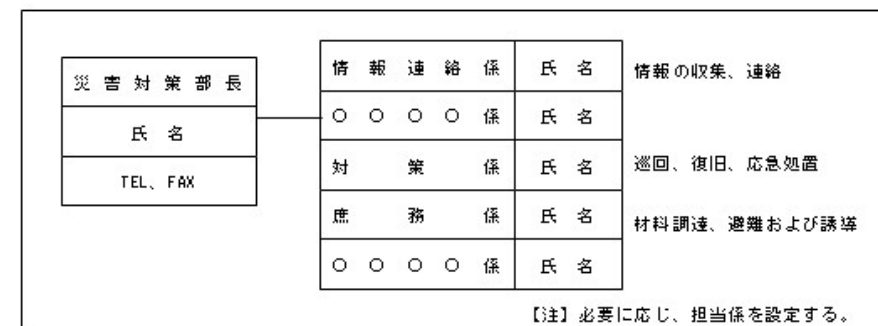 災害対策部長
氏名
TEL、FAX
情報連絡係 氏名 情報の収集、連絡
○○○○係 氏名
対策係 氏名 巡回、復旧、応急処置
庶務係 氏名 材料調達、避難および誘導
○○○○係 氏名
【注】必要に応じ、担当係を設定する。